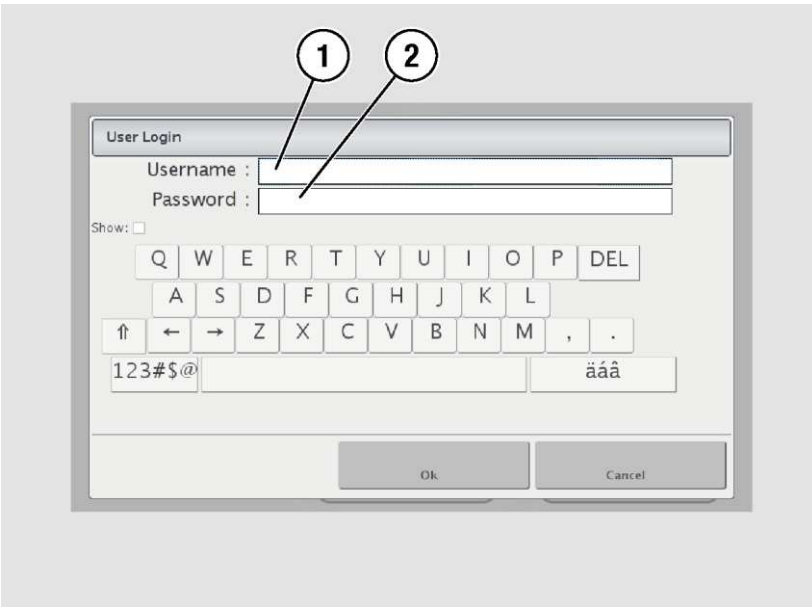 1 2
User Login
Username :
Password :
Show:
Q W E R T Y U I O P DEL
A S D F G H J K L
⇑ ← → Z X C V B N M , .
123#$@ äáâ
Ok Cancel